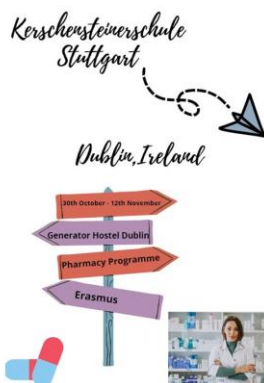 Kerschensteinerschule
Stuttgart
Dublin,Ireland
30th October - 12th November
Generator Hostel Dublin
Pharmacy Programme
Erasmus